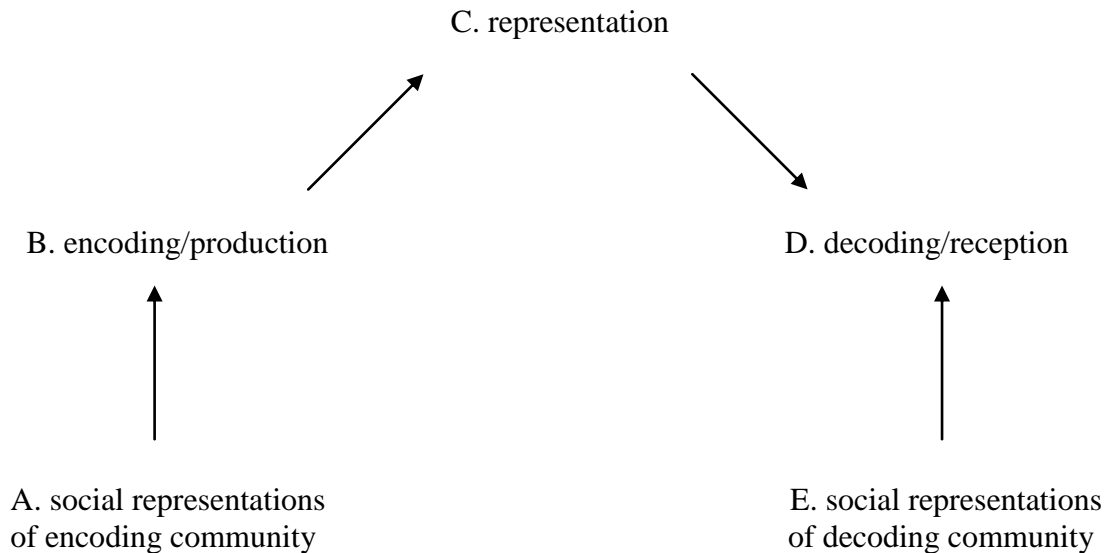 C. representation
B. encoding/production
D. decoding/reception
A. social representations
of encoding community
E. social representations
of decoding community